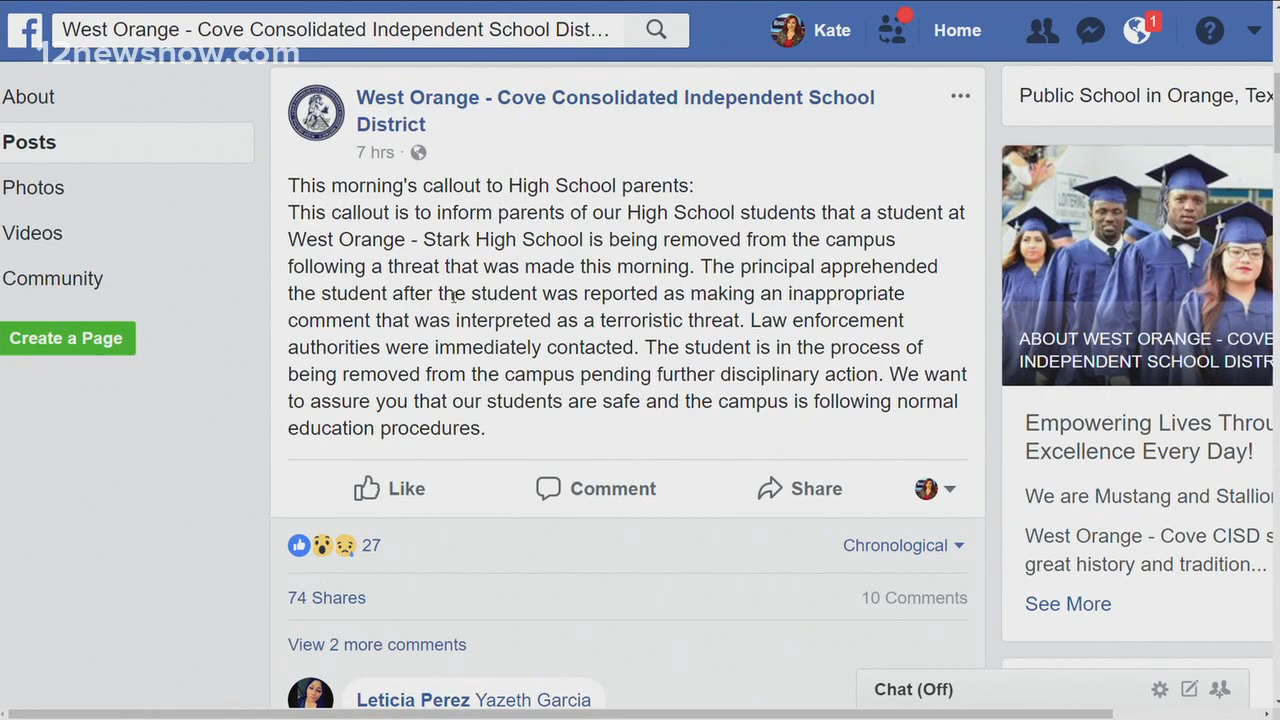 West Orange - Cove Consolidated Independent School Dist...
Kate
Home
1
12newsnow.com
About
Posts
Photos
Videos
Community
Create a Page
West Orange - Cove Consolidated Independent School
District
7 hrs ·
This morning's callout to High School parents:
This callout is to inform parents of our High School students that a student at
West Orange - Stark High School is being removed from the campus
following a threat that was made this morning. The principal apprehended
the student after the student was reported as making an inappropriate
comment that was interpreted as a terroristic threat. Law enforcement
authorities were immediately contacted. The student is in the process of
being removed from the campus pending further disciplinary action. We want
to assure you that our students are safe and the campus is following normal
education procedures.
Like
Comment
Share
27
Chronological
74 Shares
10 Comments
View 2 more comments
Leticia Perez Yazeth Garcia
Public School in Orange, Tex
ABOUT WEST ORANGE - COVE
INDEPENDENT SCHOOL DISTR
Empowering Lives Throu
Excellence Every Day!
We are Mustang and Stallion
West Orange - Cove CISD s
great history and tradition...
See More
Chat (Off)